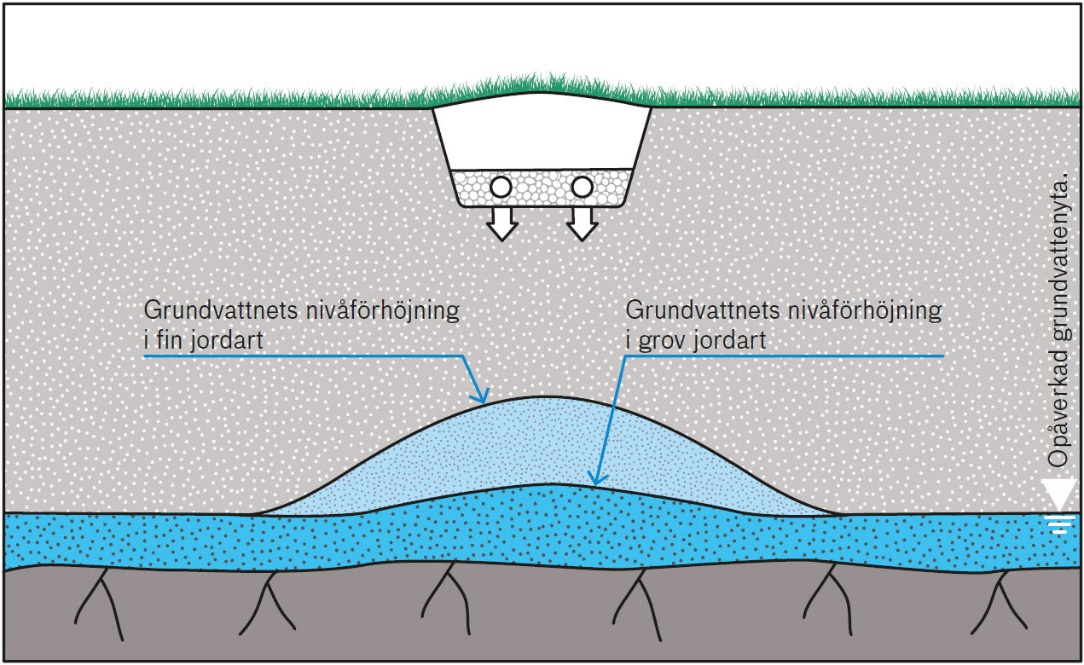 Grundvattnets nivåförhöjning
i fin jordart
Grundvattnets nivåförhöjning
i grov jordart
Opåverkad grundvattenyta.